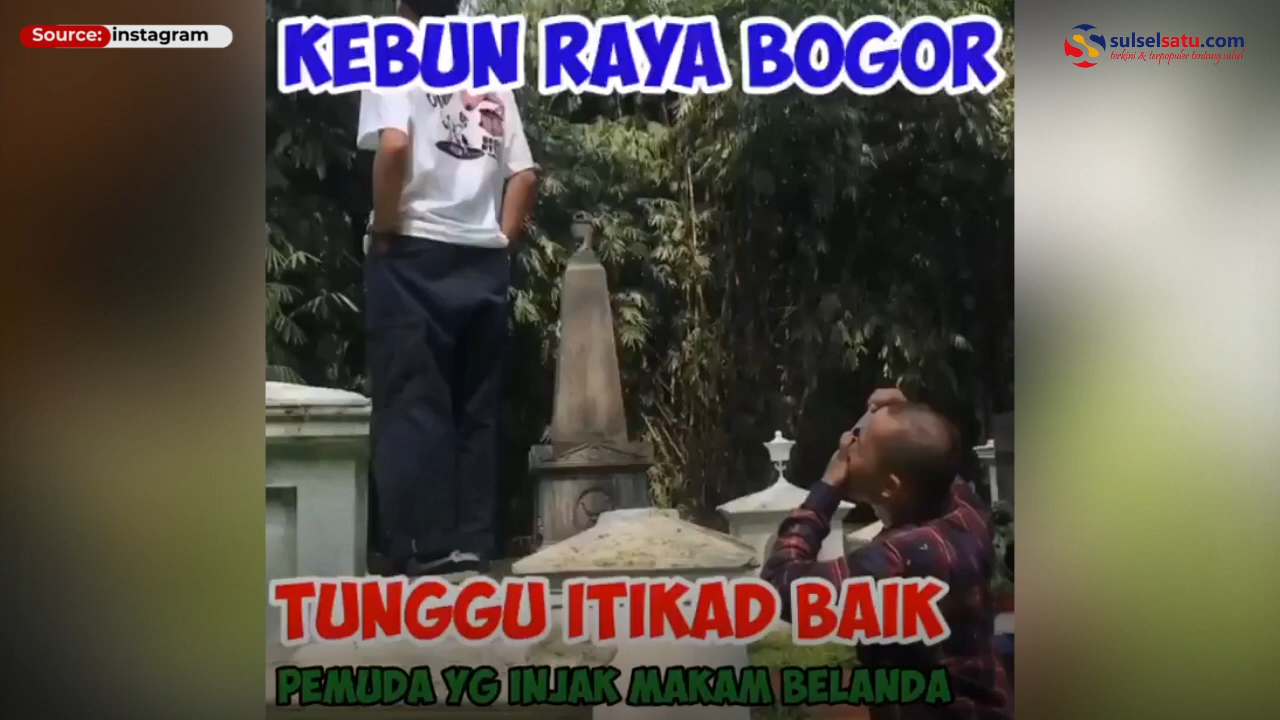 Source: instagram
sulselsatu.com
terkini & terpopuler tentang sulsel
KEBUN RAYA BOGOR
TUNGGU ITIKAD BAIK
PEMUDA YG INJAK MAKAM BELANDA